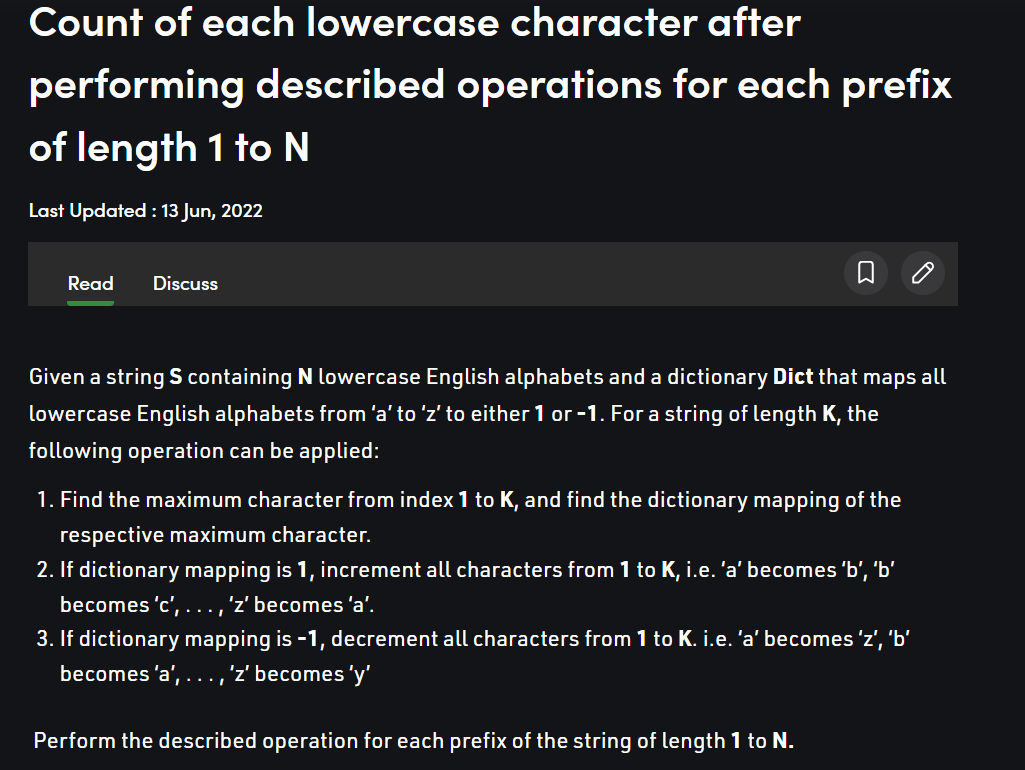 Count of each lowercase character after
performing described operations for each prefix
of length 1 to N
Last Updated : 13 Jun, 2022
Read Discuss
Given a string S containing N lowercase English alphabets and a dictionary Dict that maps all
lowercase English alphabets from ‘a’ to ‘z’ to either 1 or -1. For a string of length K, the
following operation can be applied:
1. Find the maximum character from index 1 to K, and find the dictionary mapping of the
respective maximum character.
2. If dictionary mapping is 1, increment all characters from 1 to K, i.e. ‘a’ becomes ‘b’, ‘b’
becomes ‘c’, . . . , ‘z’ becomes ‘a’.
3. If dictionary mapping is -1, decrement all characters from 1 to K. i.e. ‘a’ becomes ‘z’, ‘b’
becomes ‘a’, . . . , ‘z’ becomes ‘y’
Perform the described operation for each prefix of the string of length 1 to N.